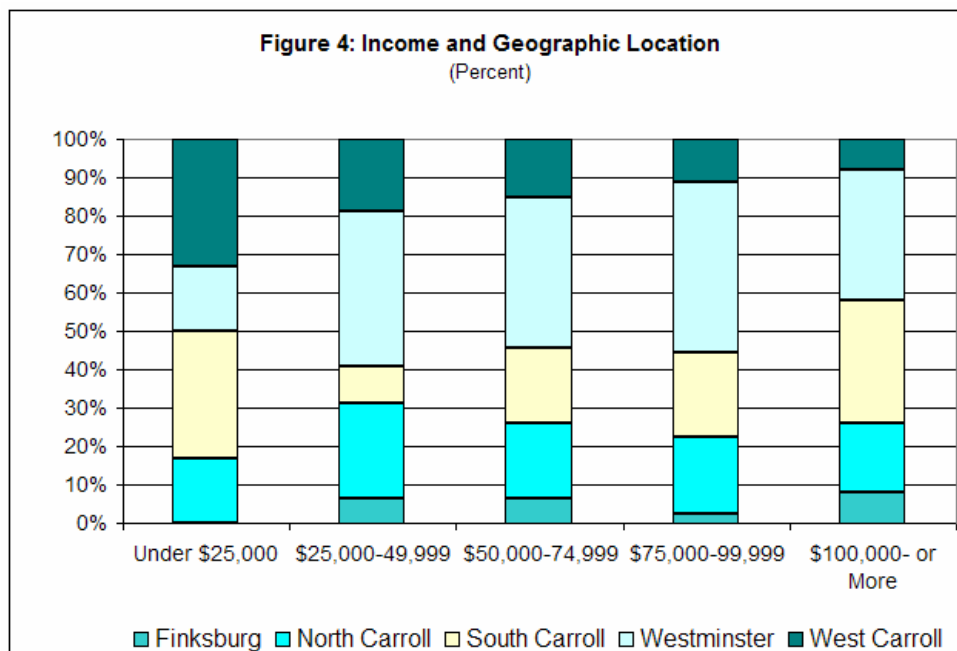 Figure 4: Income and Geographic Location
(Percent)
100%
90%
80%
70%
60%
50%
40%
30%
20%
10%
0%
Under $25,000 $25,000-49,999 $50,000-74,999 $75,000-99,999 $100,000- or
More
Finksburg North Carroll South Carroll Westminster West Carroll